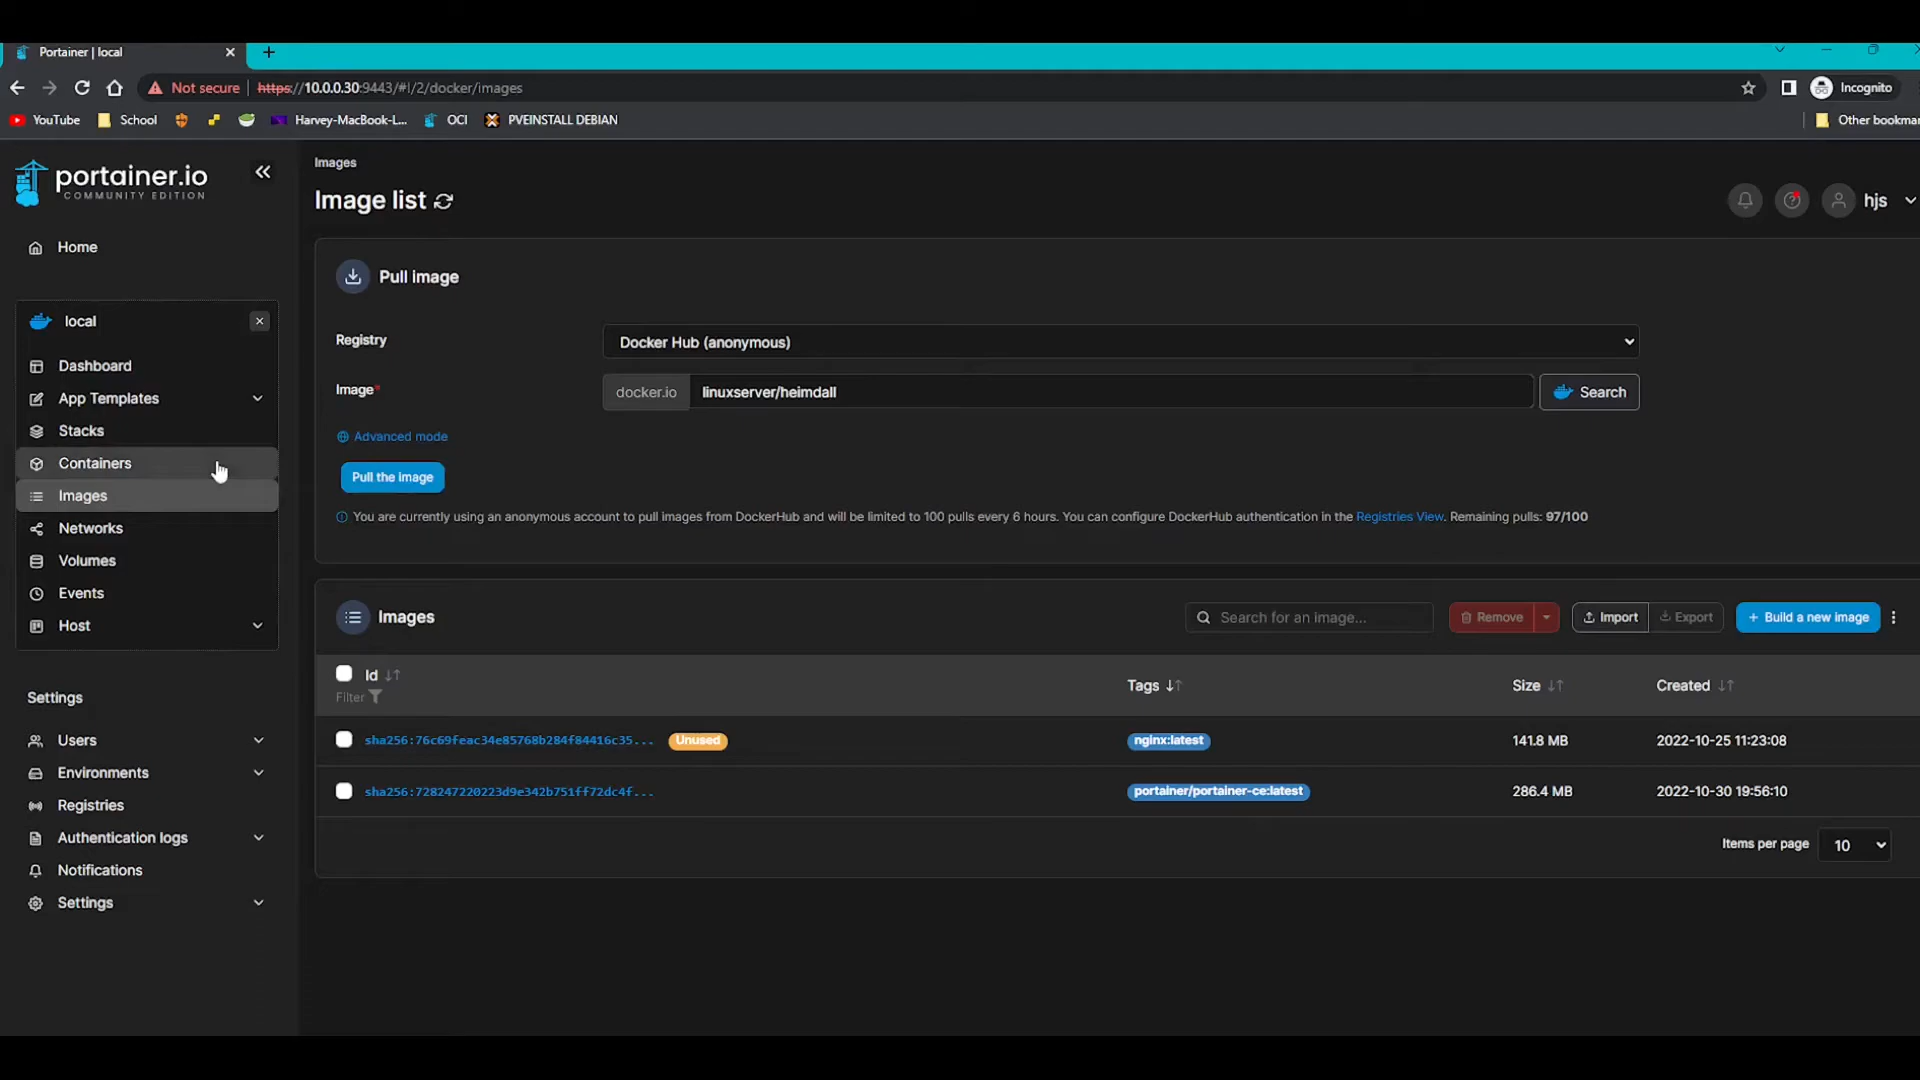 Portainer | local
Not secure
https://10.0.0.30:9443/#!/2/docker/images
Incognito
YouTube
School
Harvey-MacBook-L...
OCI
PVEINSTALL DEBIAN
Other bookmar
portainer.io
COMMUNITY EDITION
Home
local
Dashboard
App Templates
Stacks
Containers
Images
Networks
Volumes
Events
Host
Settings
Users
Environments
Registries
Authentication logs
Notifications
Settings
Images
Image list
hjs
Pull image
Registry
Docker Hub (anonymous)
Image*
docker.io
linuxserver/heimdall
Search
Advanced mode
Pull the image
You are currently using an anonymous account to pull images from DockerHub and will be limited to 100 pulls every 6 hours. You can configure DockerHub authentication in the Registries View. Remaining pulls: 97/100
Images
Search for an image...
Remove
Import
Export
+ Build a new image
Id
Filter
Tags
Size
Created
sha256:76c69feac34e85768b284f84416c35...
Unused
nginx:latest
141.8 MB
2022-10-25 11:23:08
sha256:728247220223d9e342b751ff72dc4f...
portainer/portainer-ce:latest
286.4 MB
2022-10-30 19:56:10
Items per page
10